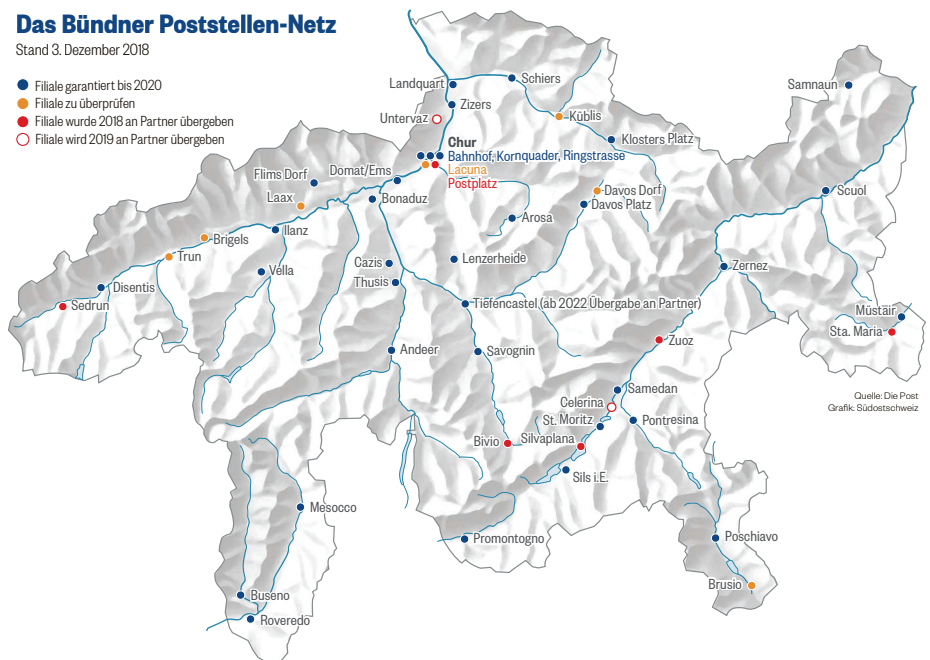 Das Bündner Poststellen-Netz
Stand 3. Dezember 2018
Filiale garantiert bis 2020
Filiale zu überprüfen
Filiale wurde 2018 an Partner übergeben
Filiale wird 2019 an Partner übergeben
Landquart
Schiers
Samnaun
Zizers
Untervaz
Küblis
Klosters Platz
Chur
Bahnhof, Kornquader, Ringstrasse
Lacuna
Postplatz
Domat/Ems
Flims Dorf
Laax
Bonaduz
Davos Dorf
Davos Platz
Scuol
Arosa
Ilanz
Brigels
Trun
Vella
Cazis
Thusis
Lenzerheide
Zernez
Disentis
Sedrun
Tiefencastel (ab 2022 Übergabe an Partner)
Müstair
Sta. Maria
Zuoz
Andeer
Savognin
Samedan
Celerina
St. Moritz
Pontresina
Quelle: Die Post
Grafik: Südostschweiz
Bivio
Silvaplana
Sils i.E.
Mesocco
Promontogno
Poschiavo
Brusio
Buseno
Roveredo